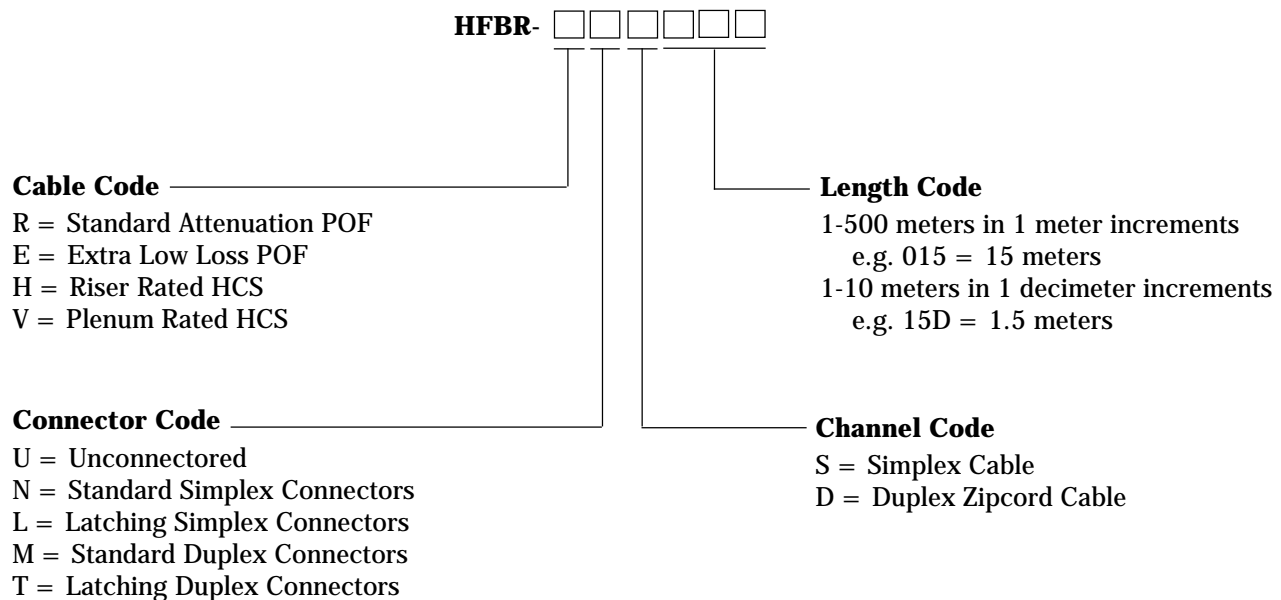 HFBR-
Cable Code
R = Standard Attenuation POF
E = Extra Low Loss POF
H = Riser Rated HCS
V = Plenum Rated HCS
Length Code
1-500 meters in 1 meter increments
e.g. 015 = 15 meters
1-10 meters in 1 decimeter increments
e.g. 15D = 1.5 meters
Connector Code
U = Unconnectored
N = Standard Simplex Connectors
L = Latching Simplex Connectors
M = Standard Duplex Connectors
T = Latching Duplex Connectors
Channel Code
S = Simplex Cable
D = Duplex Zipcord Cable